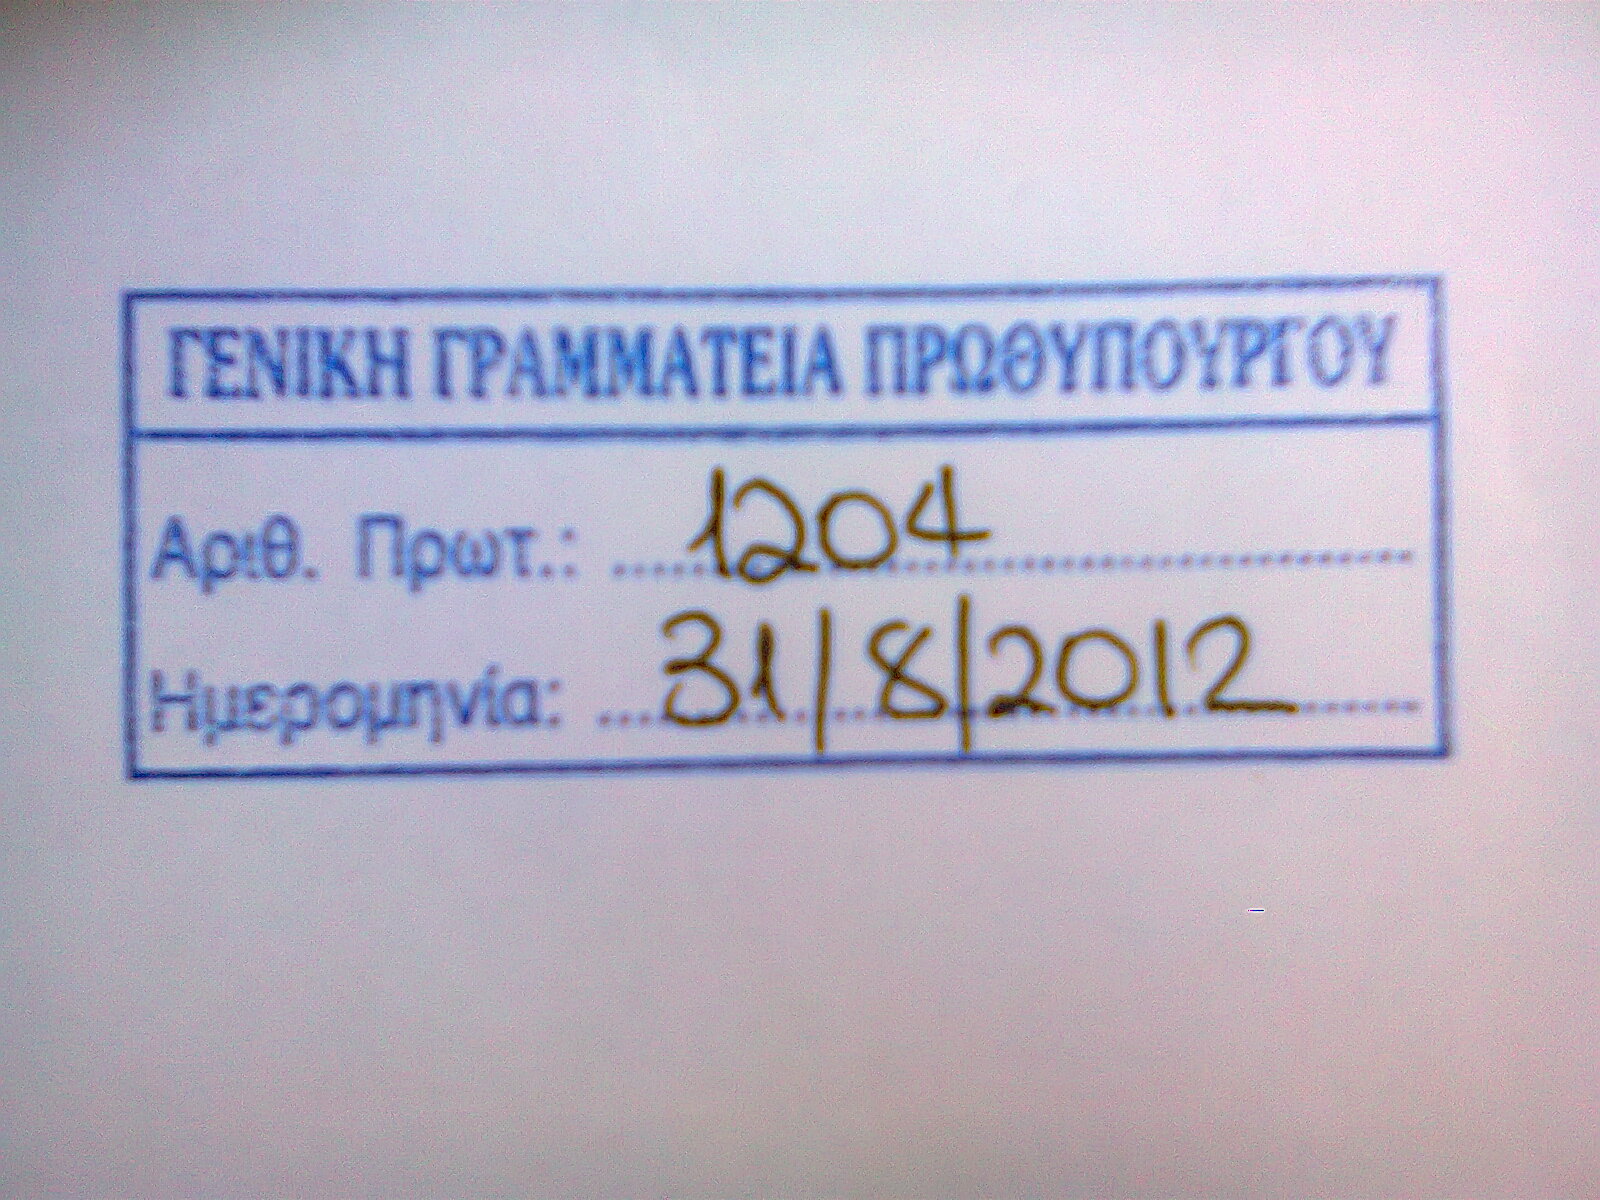 ΓΕΝΙΚΗ ΓΡΑΜΜΑΤΕΙΑ ΠΡΩΘΥΠΟΥΡΓΟΥ
Αριθ. Πρωτ.: 1204
Ημερομηνία: 31/8/2012